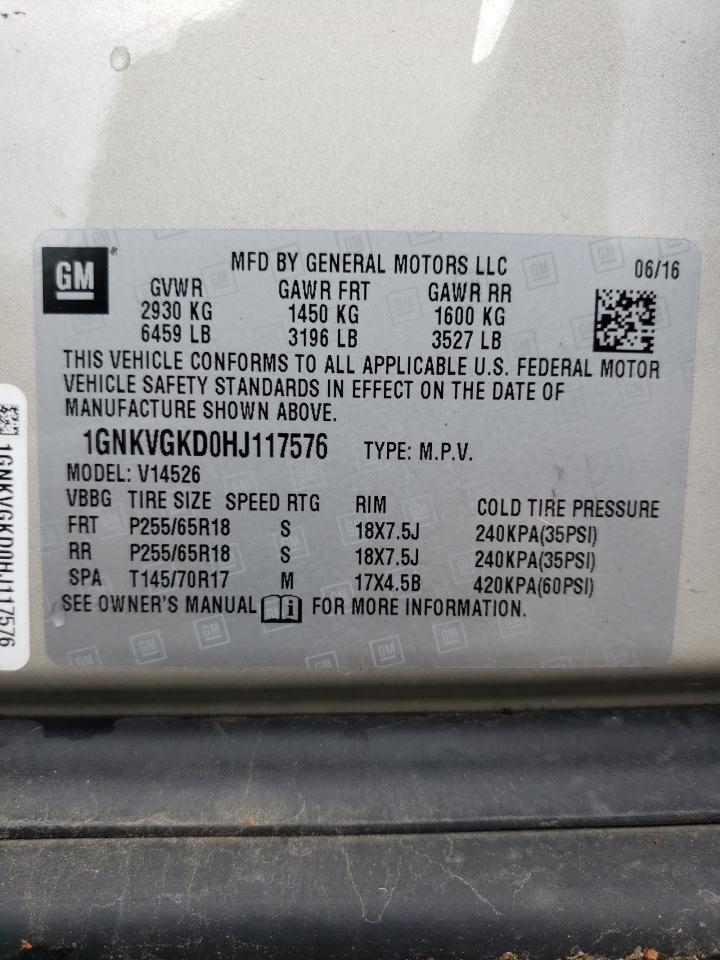 GM
MFD BY GENERAL MOTORS LLC 06/16
GVWR GAWR FRT GAWR RR
2930 KG 1450 KG 1600 KG
6459 LB 3196 LB 3527 LB
THIS VEHICLE CONFORMS TO ALL APPLICABLE U.S. FEDERAL MOTOR
VEHICLE SAFETY STANDARDS IN EFFECT ON THE DATE OF
MANUFACTURE SHOWN ABOVE.
1GNKVGKD0HJ117576 TYPE: M.P.V.
MODEL: V14526
VBBG TIRE SIZE SPEED RTG RIM COLD TIRE PRESSURE
FRT P255/65R18 S 18X7.5J 240KPA(35PSI)
RR P255/65R18 S 18X7.5J 240KPA(35PSI)
SPA T145/70R17 M 17X4.5B 420KPA(60PSI)
SEE OWNER'S MANUAL FOR MORE INFORMATION.
1GNKVGKD0HJ117576